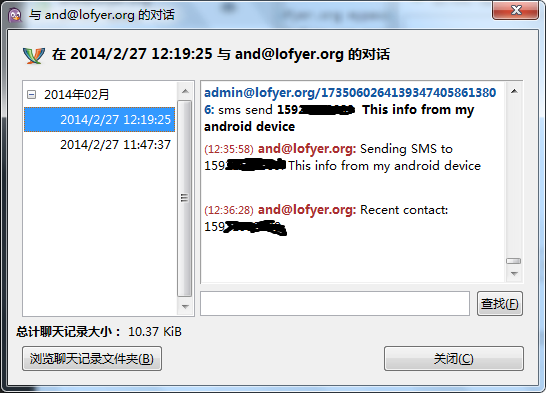 与 and@lofyer.org 的对话
在 2014/2/27 12:19:25 与 and@lofyer.org 的对话
2014年02月
2014/2/27 12:19:25
2014/2/27 11:47:37
admin@lofyer.org/1735060264139347405861380
6: sms send 159 This info from my
android device
(12:35:58) and@lofyer.org: Sending SMS to
159 This info from my android device
(12:36:28) and@lofyer.org: Recent contact:
159
查找(F)
总计聊天记录大小： 10.37 KiB
浏览聊天记录文件夹(B)
关闭(C)